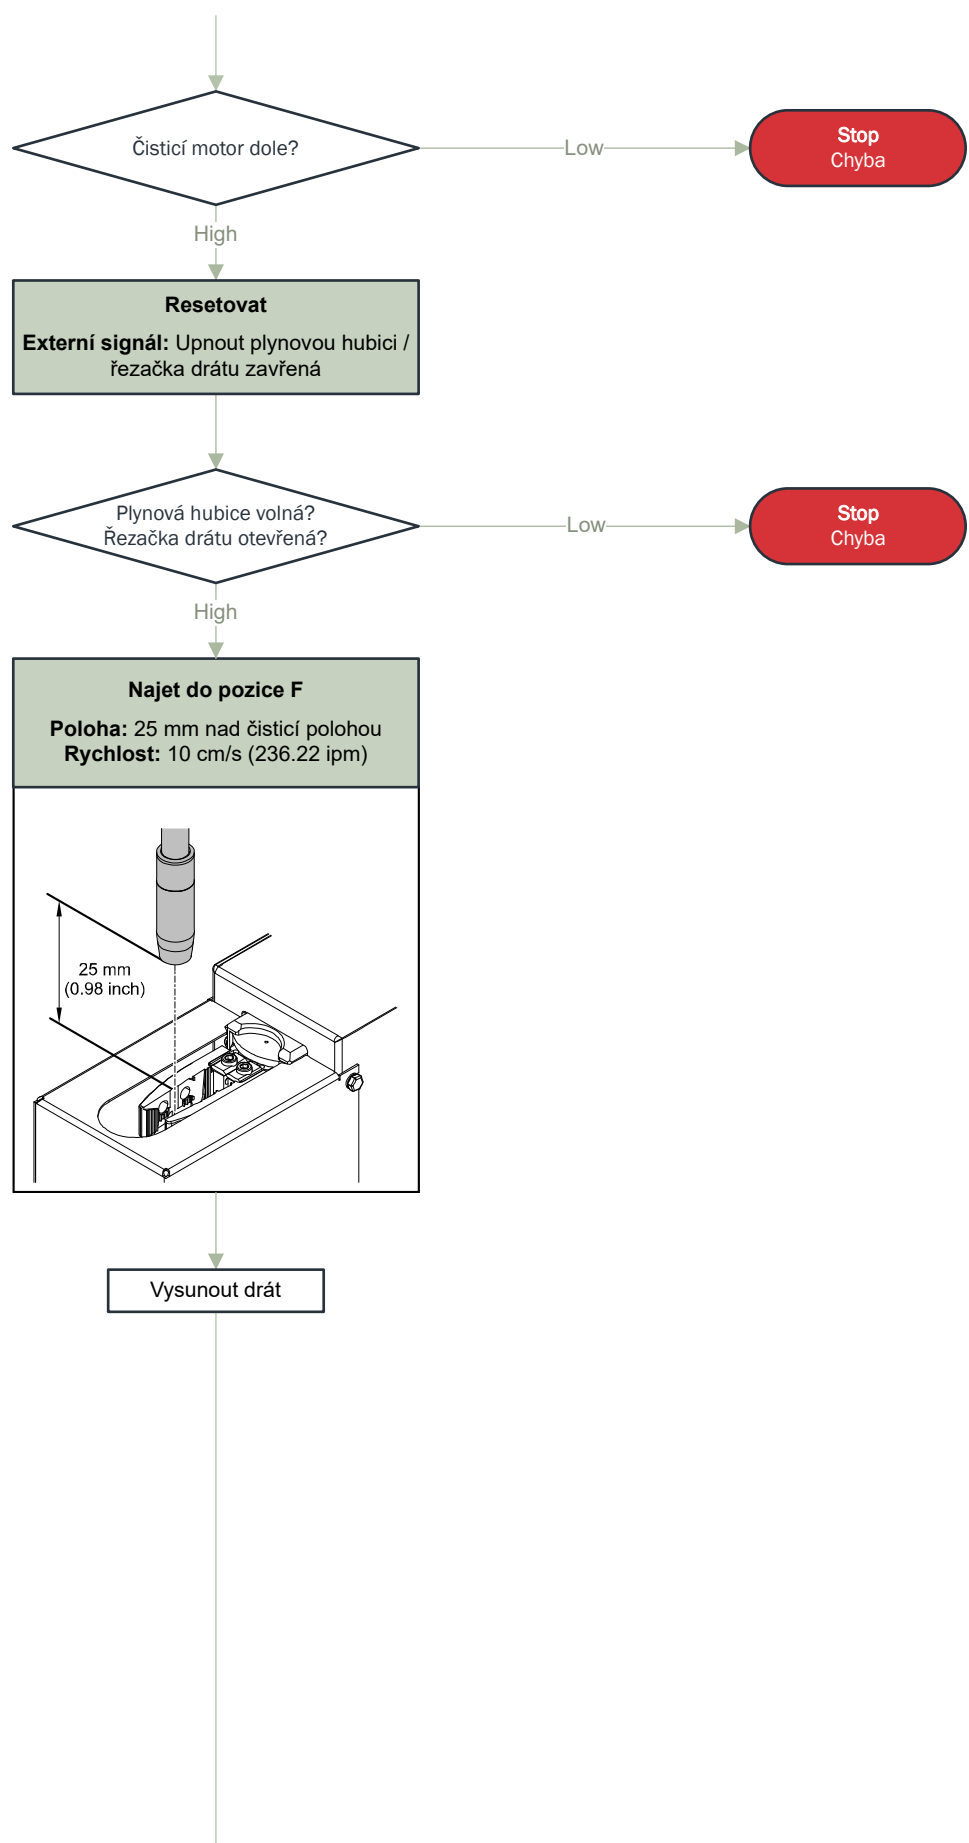 Čisticí motor dole?
Low
Stop
Chyba
High
Resetovat
Externí signál: Upnout plynovou hubici /
řezačka drátu zavřená
Plynová hubice volná?
Řezačka drátu otevřená?
Low
Stop
Chyba
High
Najet do pozice F
Poloha: 25 mm nad čisticí polohou
Rychlost: 10 cm/s (236.22 ipm)
25 mm
(0.98 inch)
Vysunout drát